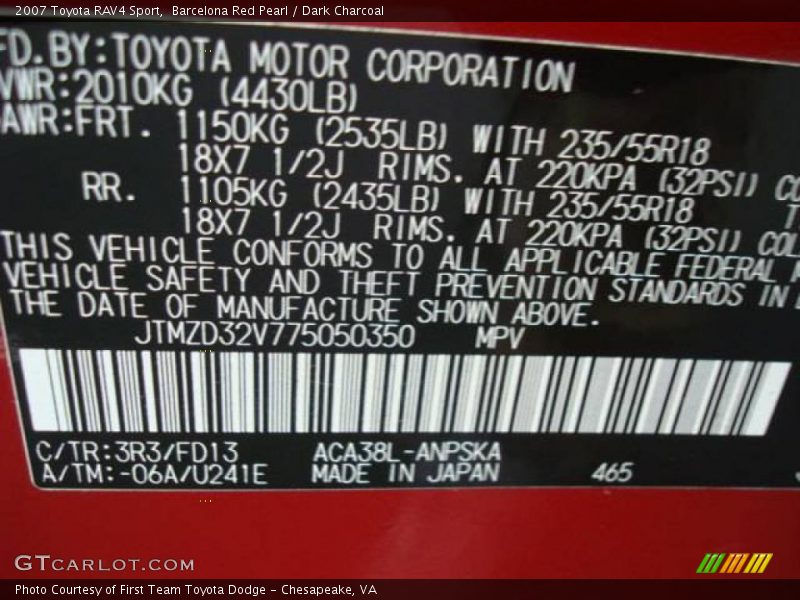 2007 Toyota RAV4 Sport,  Barcelona Red Pearl / Dark Charcoal
FD.BY:TOYOTA MOTOR CORPORATION
VWR:2010KG (4430LB)
AWR:FRT. 1150KG (2535LB) WITH 235/55R18
18X7 1/2J RIMS. AT 220KPA (32PSI) CO
RR. 1105KG (2435LB) WITH 235/55R18 T
18X7 1/2J RIMS. AT 220KPA (32PSI) COL
THIS VEHICLE CONFORMS TO ALL APPLICABLE FEDERAL
VEHICLE SAFETY AND THEFT PREVENTION STANDARDS IN
THE DATE OF MANUFACTURE SHOWN ABOVE.
JTMZD32V775050350 MPV
C/TR:3R3/FD13 ACA38L-ANPSKA
A/TM:-06A/U241E MADE IN JAPAN 465
GTCARLOT.COM
Photo Courtesy of First Team Toyota Dodge - Chesapeake, VA